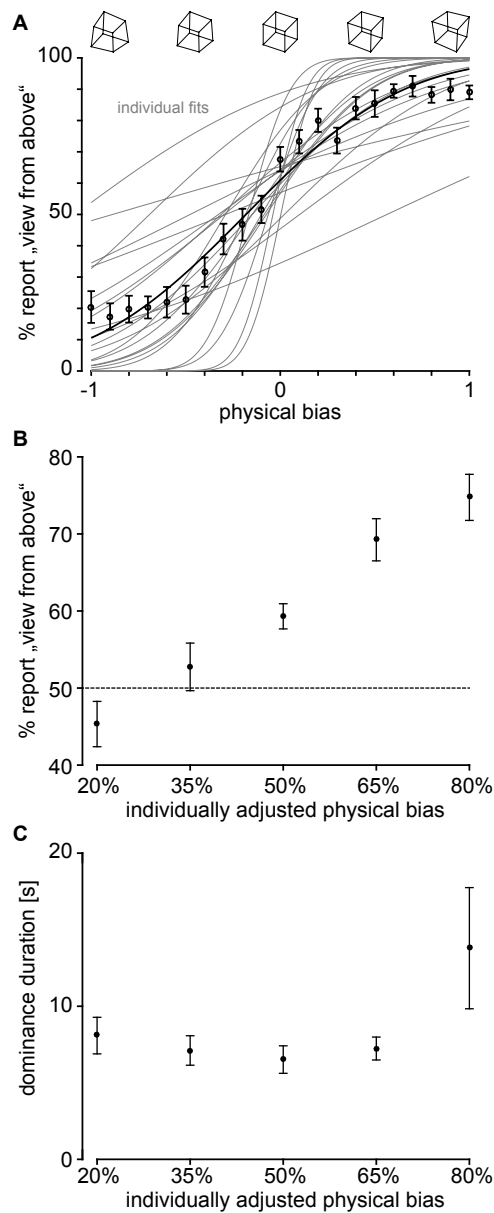 A
100
individual fits
50
0
% report „view from above“
-1
0
1
physical bias
B
80
70
60
50
40
% report „view from above“
20%
35%
50%
65%
80%
individually adjusted physical bias
C
20
10
0
dominance duration [s]
20%
35%
50%
65%
80%
individually adjusted physical bias